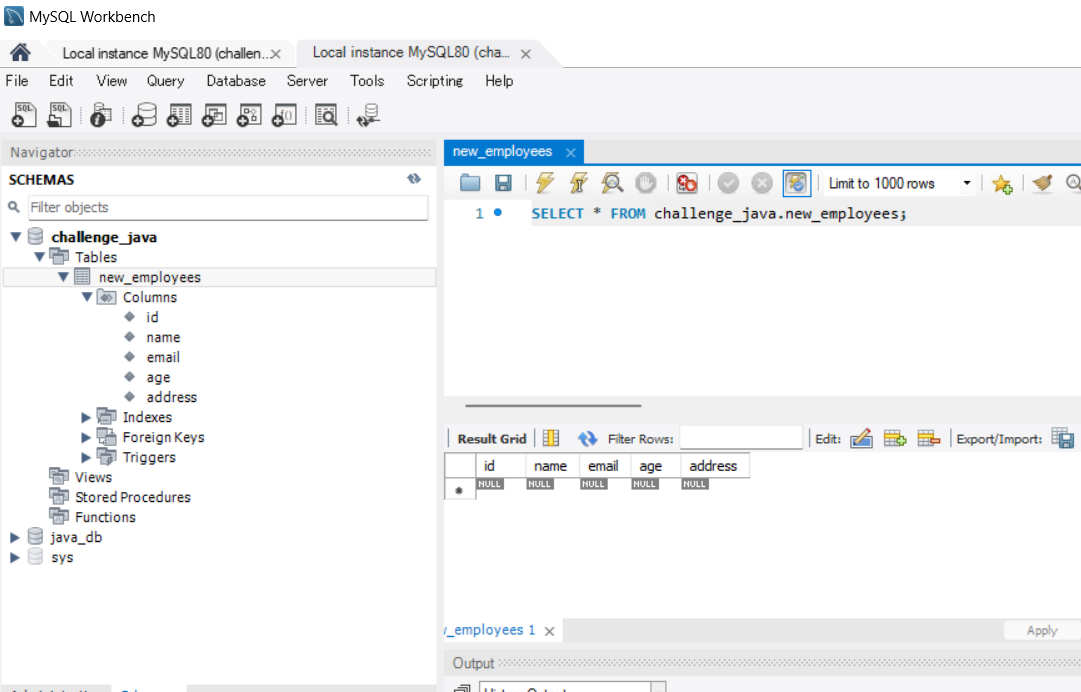 MySQL Workbench
Local instance MySQL80 (challen...
Local instance MySQL80 (cha...
File Edit View Query Database Server Tools Scripting Help
Navigator
SCHEMAS
Filter objects
challenge_java
Tables
new_employees
Columns
id
name
email
age
address
Indexes
Foreign Keys
Triggers
Views
Stored Procedures
Functions
java_db
sys
new_employees
Limit to 1000 rows
1 SELECT * FROM challenge_java.new_employees;
Result Grid Filter Rows: Edit: Export/Import:
id name email age address
NULL NULL NULL NULL NULL
_employees 1
Apply
Output